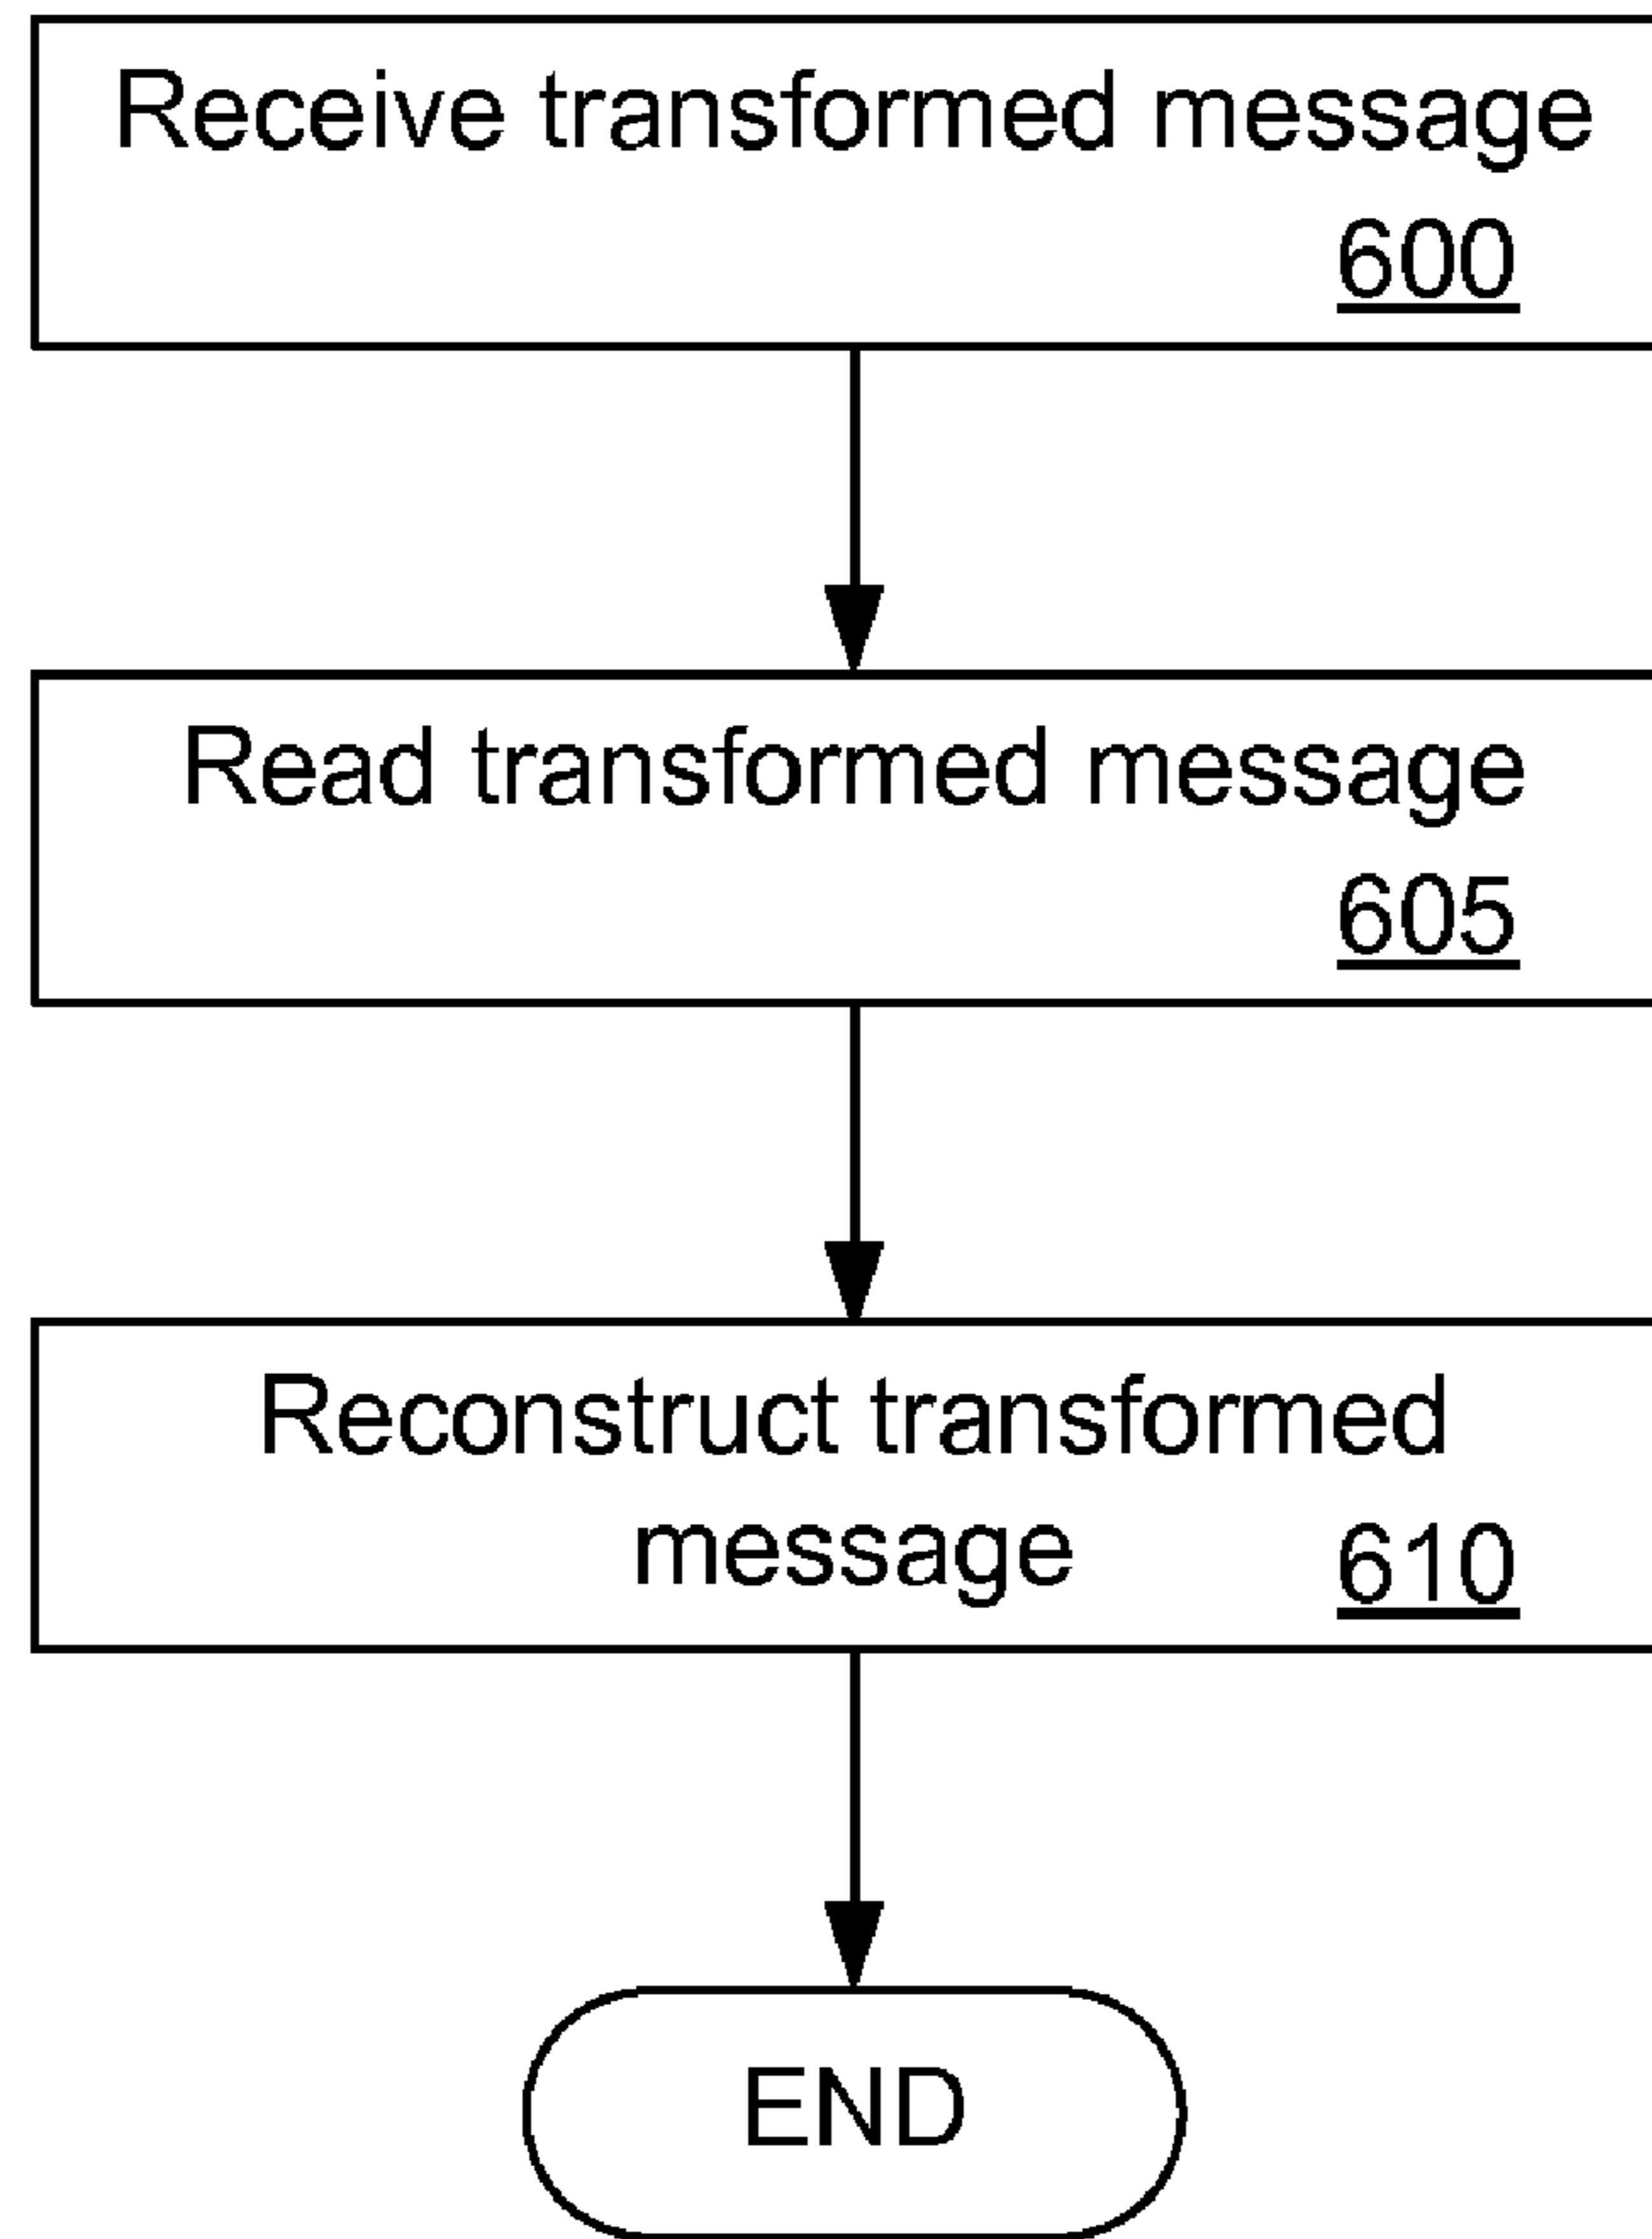 Receive transformed message
600
Read transformed message
605
Reconstruct transformed
message 610
END